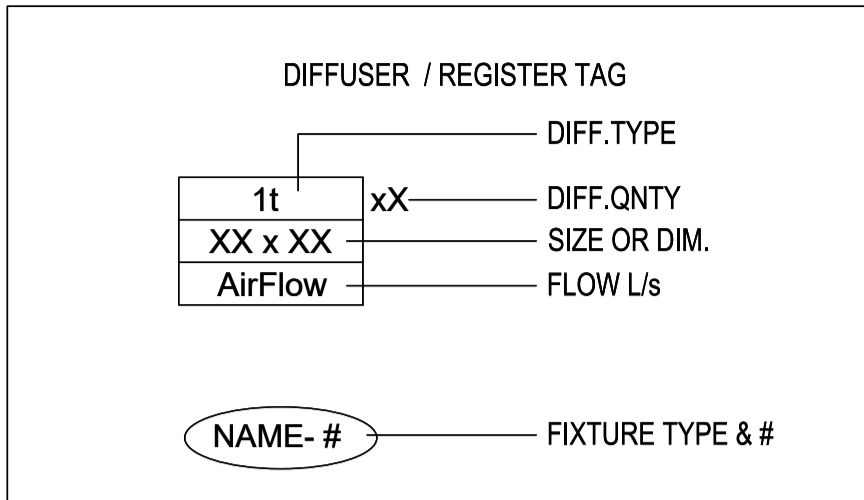 DIFFUSER / REGISTER TAG
DIFF.TYPE
1t xX DIFF.QNTY
XX x XX SIZE OR DIM.
AirFlow FLOW L/s
NAME- # FIXTURE TYPE & #